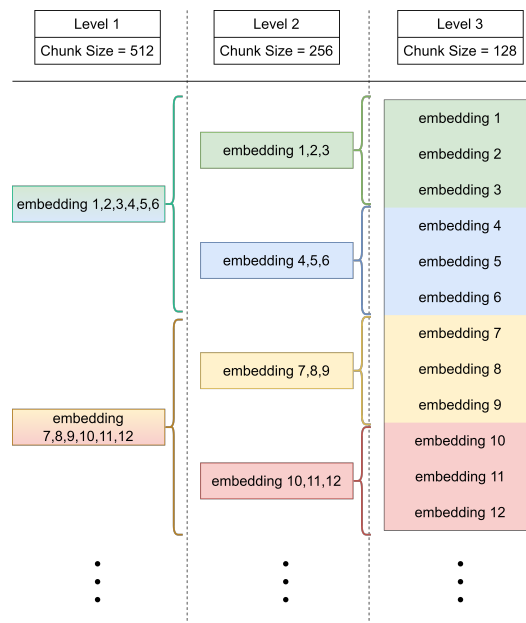 Level 1
Chunk Size = 512
Level 2
Chunk Size = 256
Level 3
Chunk Size = 128
embedding 1,2,3,4,5,6
embedding
7,8,9,10,11,12
embedding 1,2,3
embedding 4,5,6
embedding 7,8,9
embedding 10,11,12
embedding 1
embedding 2
embedding 3
embedding 4
embedding 5
embedding 6
embedding 7
embedding 8
embedding 9
embedding 10
embedding 11
embedding 12